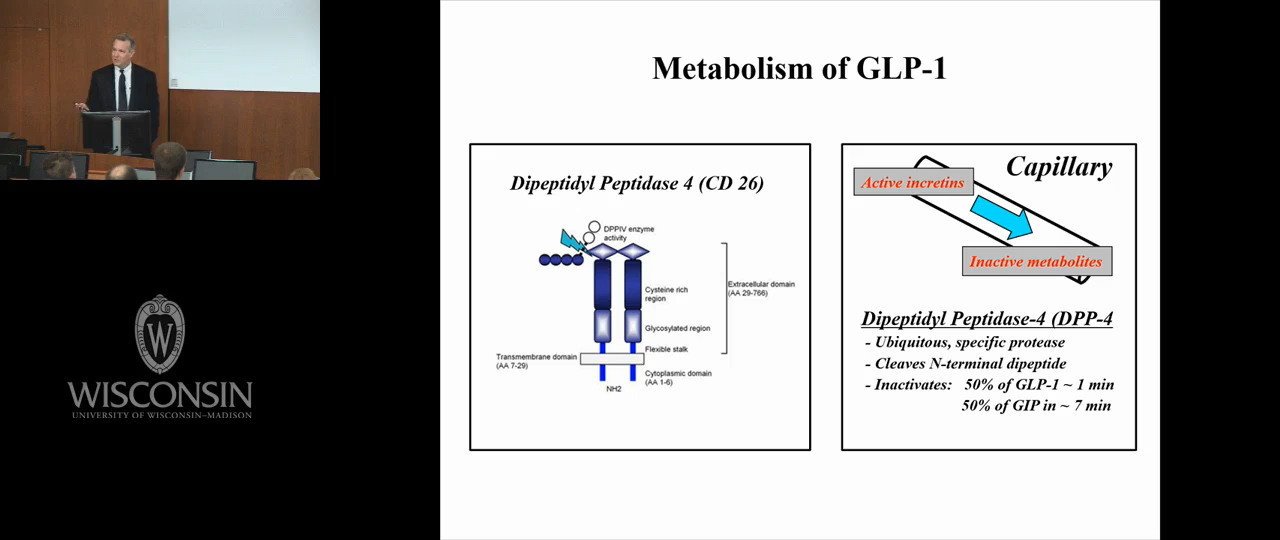 Metabolism of GLP-1
Dipeptidyl Peptidase 4 (CD 26)
DPPIV enzyme
activity
Cysteine rich
region
Extracellular domain
(AA 29-766)
Glycosylated region
Flexible stalk
Transmembrane domain
(AA 7-29)
Cytoplasmic domain
(AA 1-6)
NH2
Capillary
Active incretins
Inactive metabolites
Dipeptidyl Peptidase-4 (DPP-4
- Ubiquitous, specific protease
- Cleaves N-terminal dipeptide
- Inactivates: 50% of GLP-1 ~ 1 min
50% of GIP in ~ 7 min
W
WISCONSIN
UNIVERSITY OF WISCONSIN–MADISON